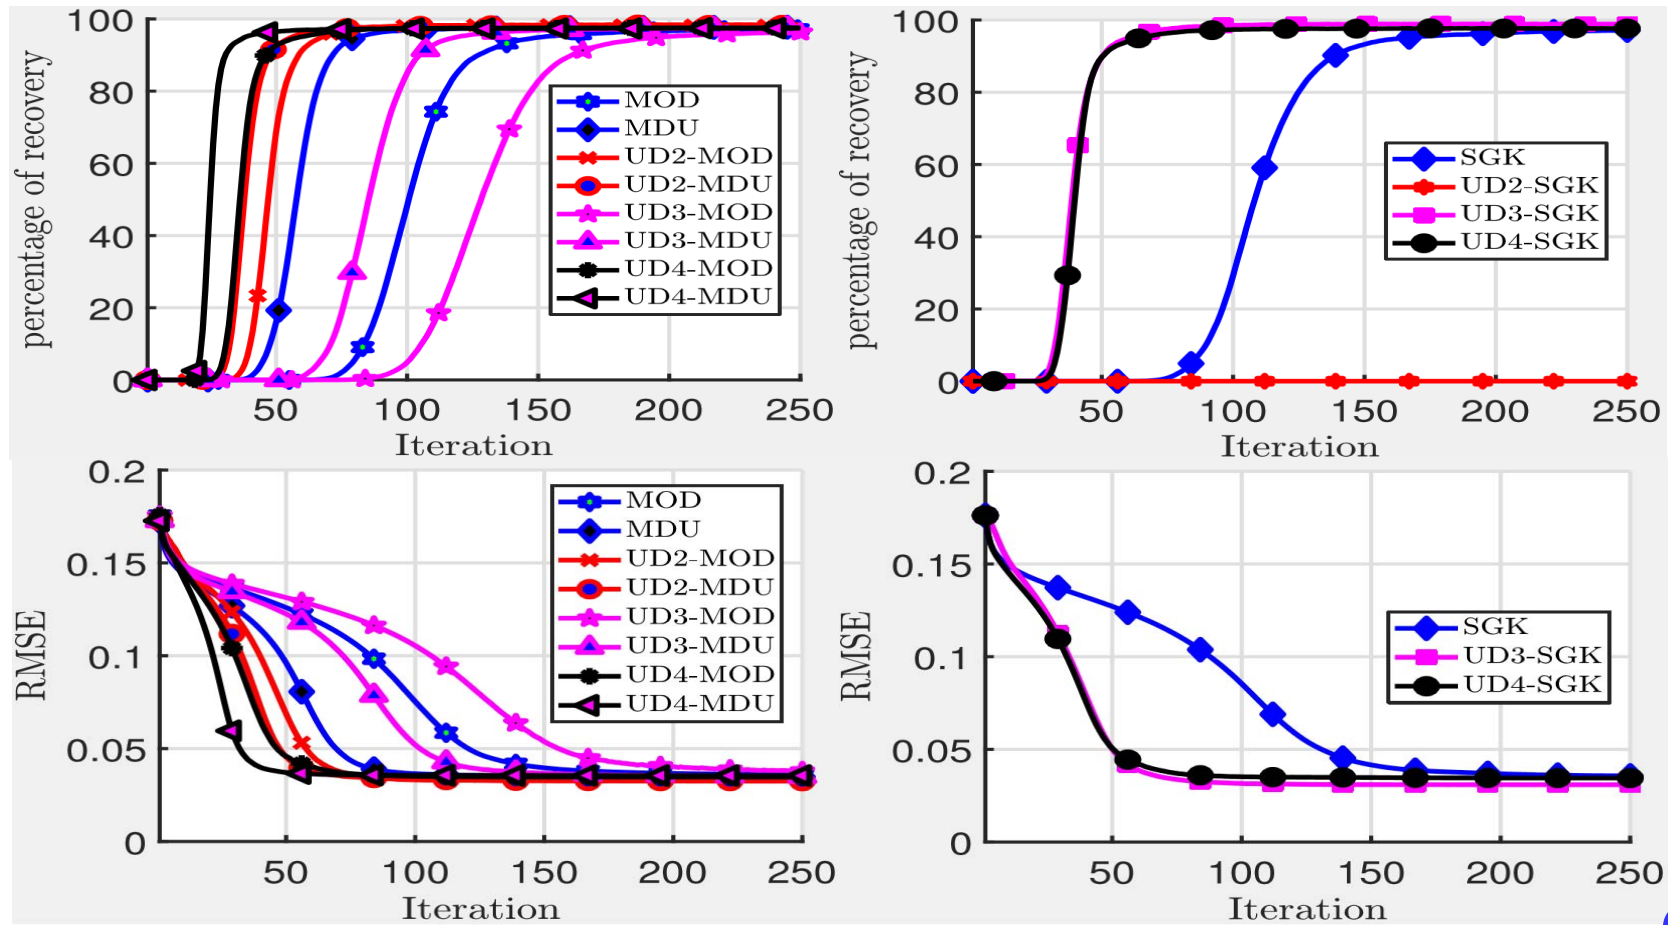 percentage of recovery
100
80
60
40
20
0
50
100
150
200
250
Iteration
MOD
MDU
UD2-MOD
UD2-MDU
UD3-MOD
UD3-MDU
UD4-MOD
UD4-MDU
percentage of recovery
100
80
60
40
20
0
50
100
150
200
250
Iteration
SGK
UD2-SGK
UD3-SGK
UD4-SGK
RMSE
0.2
0.15
0.1
0.05
0
50
100
150
200
250
Iteration
MOD
MDU
UD2-MOD
UD2-MDU
UD3-MOD
UD3-MDU
UD4-MOD
UD4-MDU
RMSE
0.2
0.15
0.1
0.05
0
50
100
150
200
250
Iteration
SGK
UD3-SGK
UD4-SGK